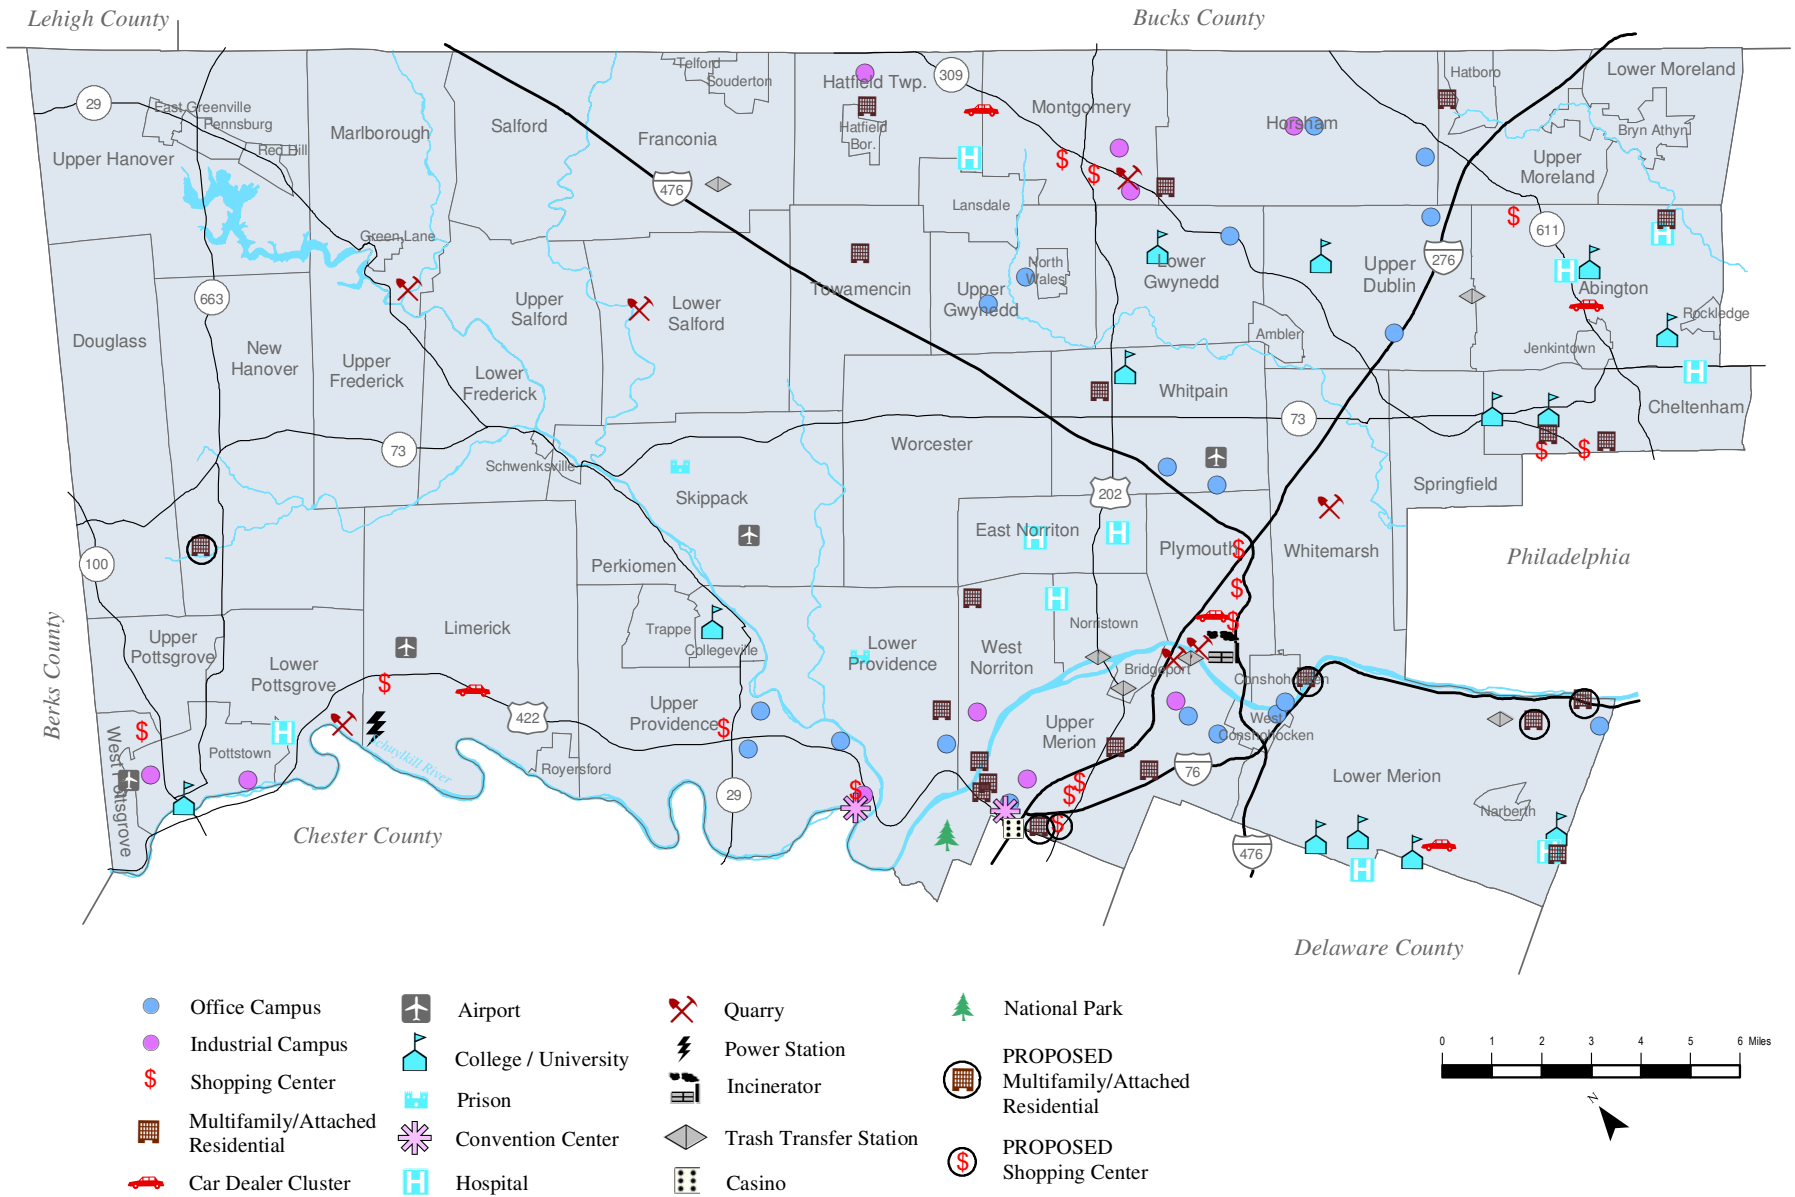 Lehigh County
Bucks County
Telford
Souderton
Hatfield Twp.
309
Hatboro
Lower Moreland
29
East Greenville
Pennsburg
Marlborough
Salford
Franconia
Hatfield
Bor.
Montgomery
Horsham
Bryn Athyn
Upper Hanover
Red Hill
Upper
Moreland
476
Lansdale
Green Lane
611
663
Upper
Salford
Lower
Salford
Towamencin
North
Wales
Upper
Gwynedd
Lower
Gwynedd
Upper
Dublin
276
Abington
Rockledge
Douglass
New
Hanover
Upper
Frederick
Lower
Frederick
Ambler
Jenkintown
Whitpain
Cheltenham
73
73
Worcester
Schwenksville
Skippack
202
Springfield
East Norriton
Plymouth
Whitemarsh
Philadelphia
100
Perkiomen
Berks County
Upper
Pottsgrove
Lower
Pottsgrove
Limerick
Trappe
Collegeville
Lower
Providence
West
Norriton
Norristown
Bridgeport
Conshohocken
West
Conshohocken
Upper
Providence
422
Upper
Merion
West Pottsgrove
Pottstown
Schuylkill River
Royersford
29
76
Lower Merion
Narberth
476
Chester County
Delaware County
Office Campus
Industrial Campus
Shopping Center
Multifamily/Attached
Residential
Car Dealer Cluster
Airport
College / University
Prison
Convention Center
Hospital
Quarry
Power Station
Incinerator
Trash Transfer Station
Casino
National Park
PROPOSED
Multifamily/Attached
Residential
PROPOSED
Shopping Center
0 1 2 3 4 5 6 Miles
N